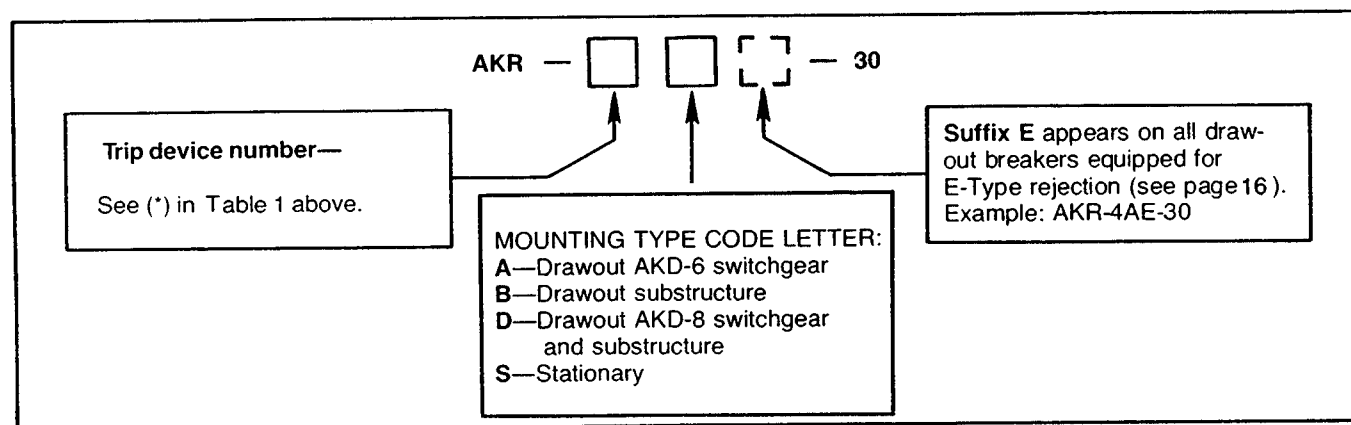 AKR — — 30
Trip device number—
See (*) in Table 1 above.
MOUNTING TYPE CODE LETTER:
A—Drawout AKD-6 switchgear
B—Drawout substructure
D—Drawout AKD-8 switchgear
and substructure
S—Stationary
Suffix E appears on all draw-
out breakers equipped for
E-Type rejection (see page 16).
Example: AKR-4AE-30